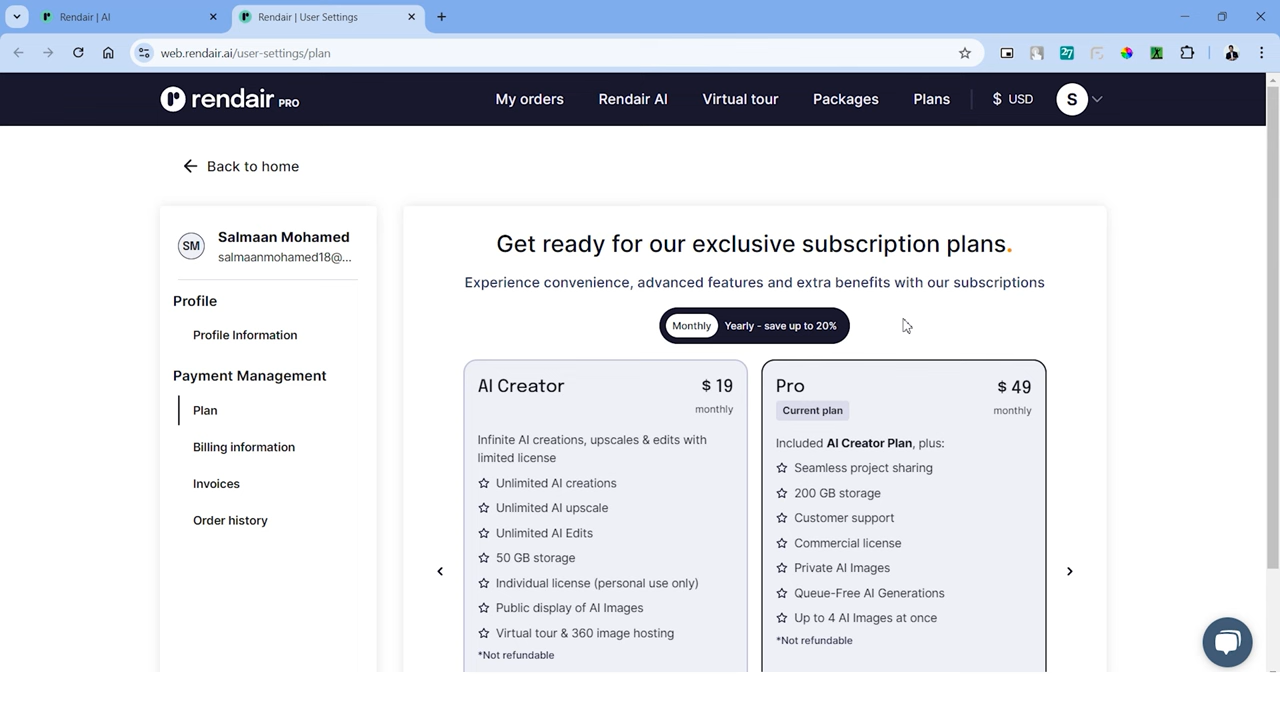 Rendair | AI
Rendair | User Settings
web.rendair.ai/user-settings/plan
27
rendair PRO
My orders
Rendair AI
Virtual tour
Packages
Plans
$ USD
S
Back to home
SM
Salmaan Mohamed
salmaanmohamed18@...
Profile
Profile Information
Payment Management
Plan
Billing information
Invoices
Order history
Get ready for our exclusive subscription plans.
Experience convenience, advanced features and extra benefits with our subscriptions
Monthly
Yearly - save up to 20%
AI Creator
$ 19
monthly
Infinite AI creations, upscales & edits with
limited license
Unlimited AI creations
Unlimited AI upscale
Unlimited AI Edits
50 GB storage
Individual license (personal use only)
Public display of AI Images
Virtual tour & 360 image hosting
*Not refundable
Pro
$ 49
Current plan
monthly
Included AI Creator Plan, plus:
Seamless project sharing
200 GB storage
Customer support
Commercial license
Private AI Images
Queue-Free AI Generations
Up to 4 AI Images at once
*Not refundable